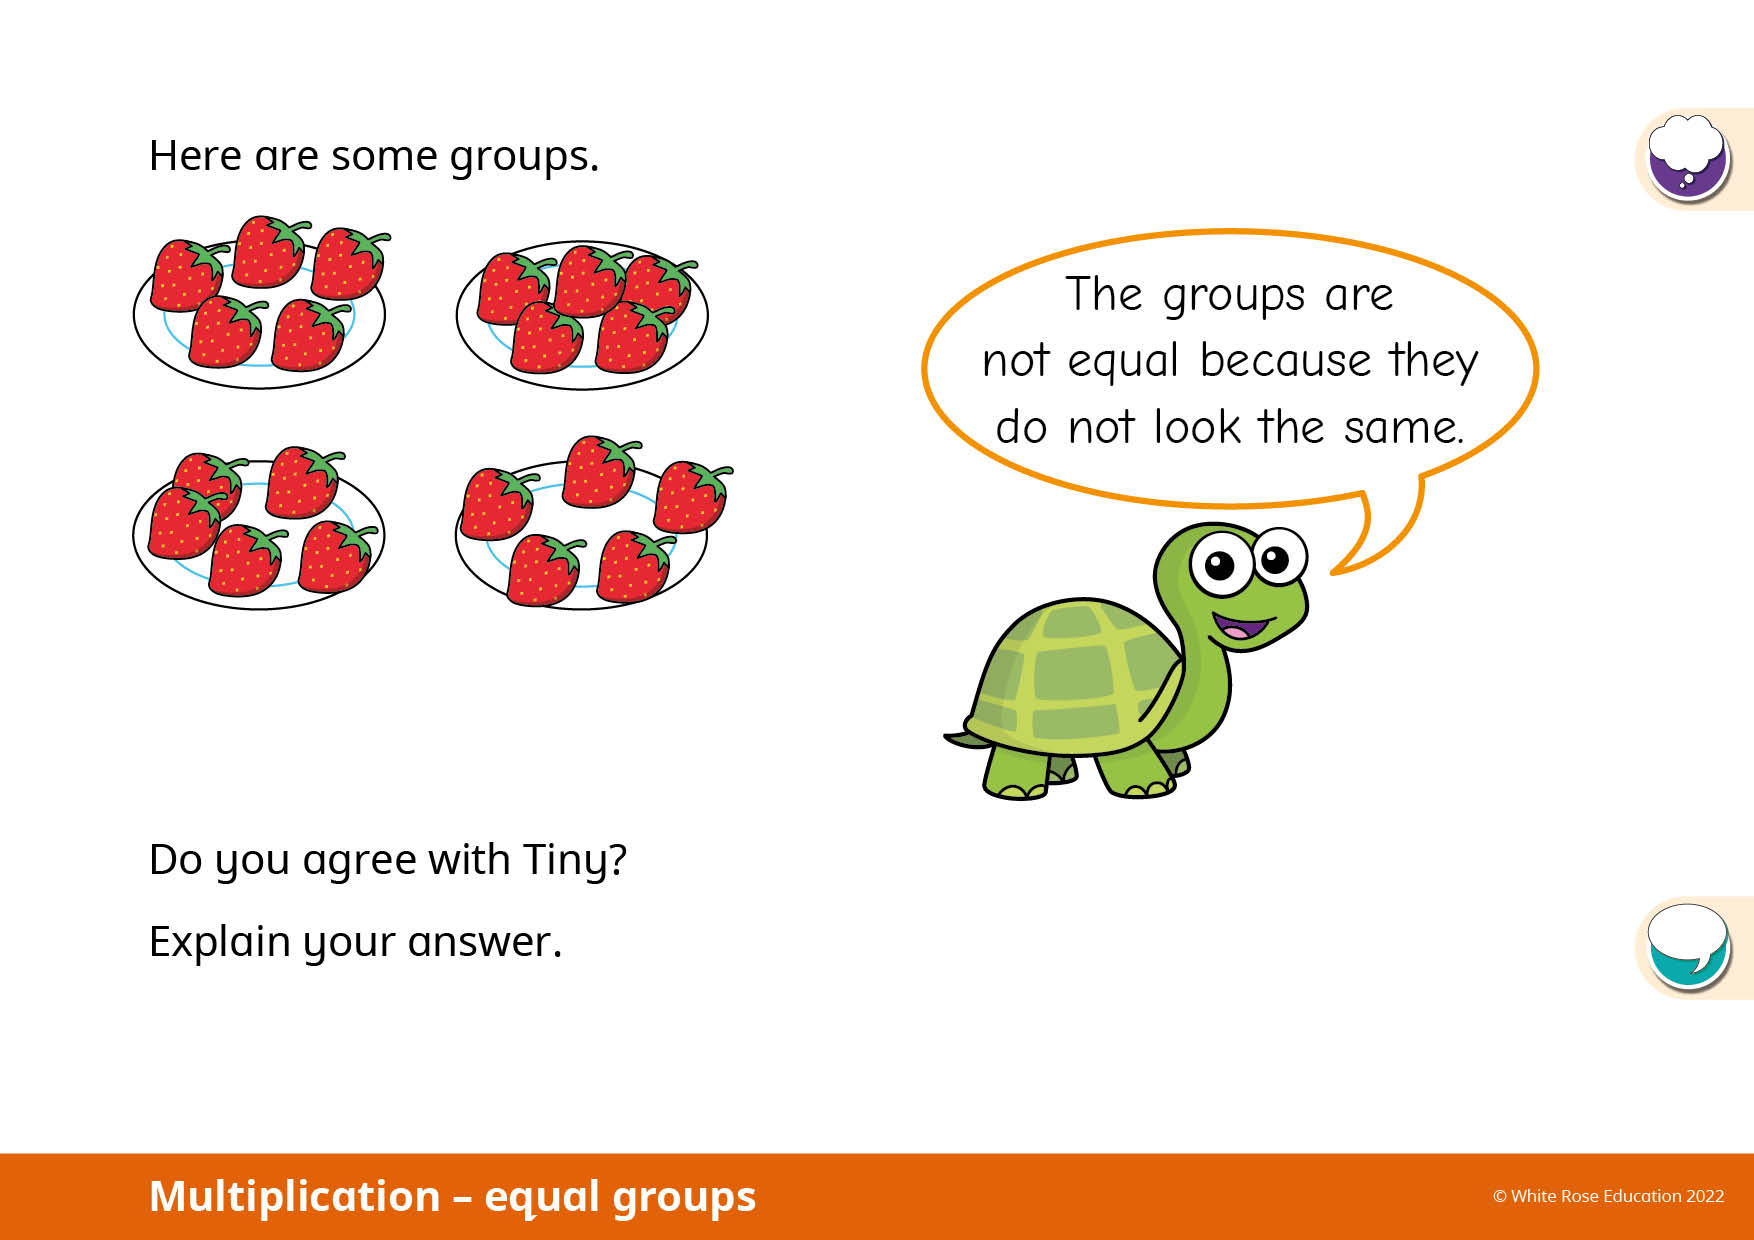 Here are some groups.
The groups are
not equal because they
do not look the same.
Do you agree with Tiny?
Explain your answer.
Multiplication – equal groups
© White Rose Education 2022